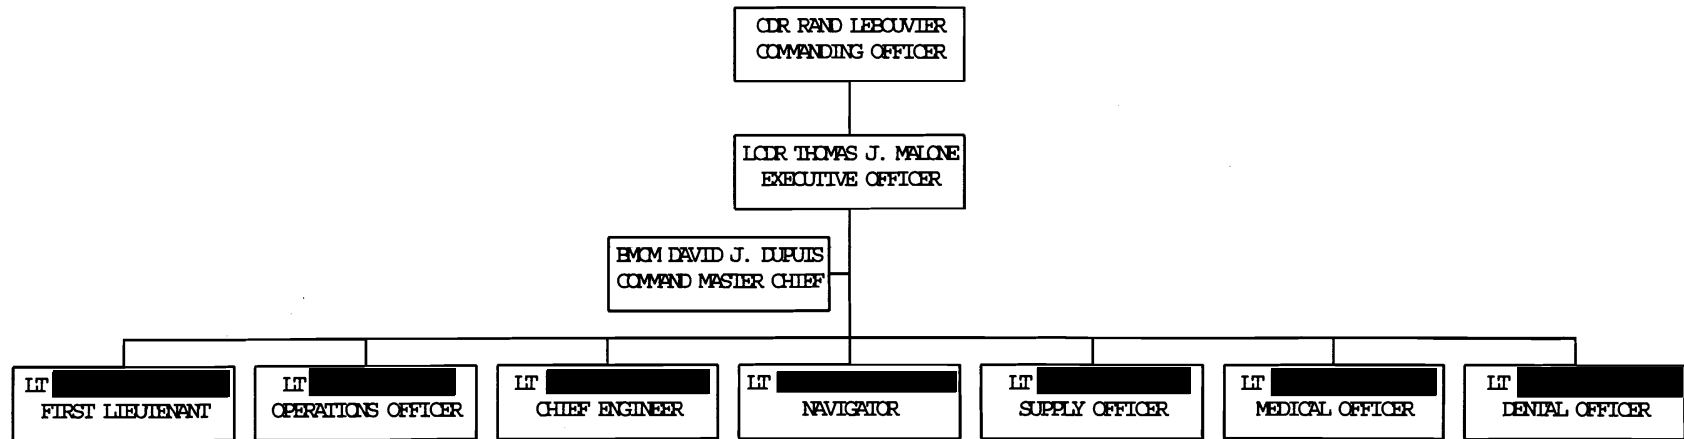 CDR RAND LEBOUVIER
COMMANDING OFFICER
LCDR THOMAS J. MALONE
EXECUTIVE OFFICER
BMCM DAVID J. DUPUIS
COMMAND MASTER CHIEF
LT
FIRST LIEUTENANT
LT
OPERATIONS OFFICER
LT
CHIEF ENGINEER
LT
NAVIGATOR
LT
SUPPLY OFFICER
LT
MEDICAL OFFICER
LT
DENTAL OFFICER